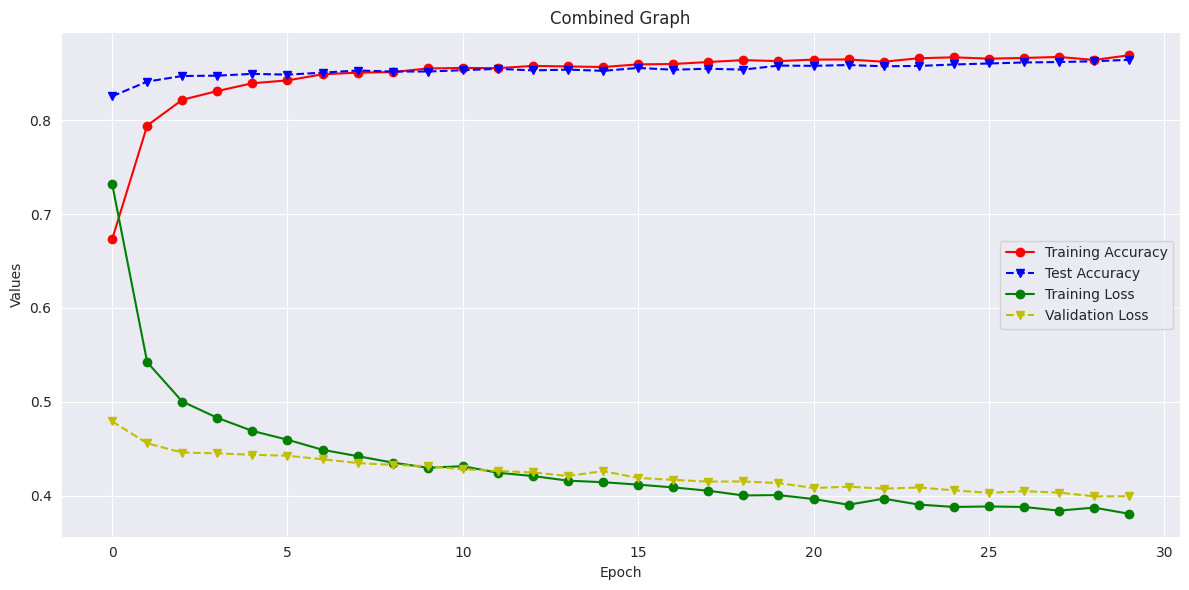 Combined Graph
Values
0.8
0.7
0.6
0.5
0.4
Training Accuracy
Test Accuracy
Training Loss
Validation Loss
0 5 10 15 20 25 30
Epoch